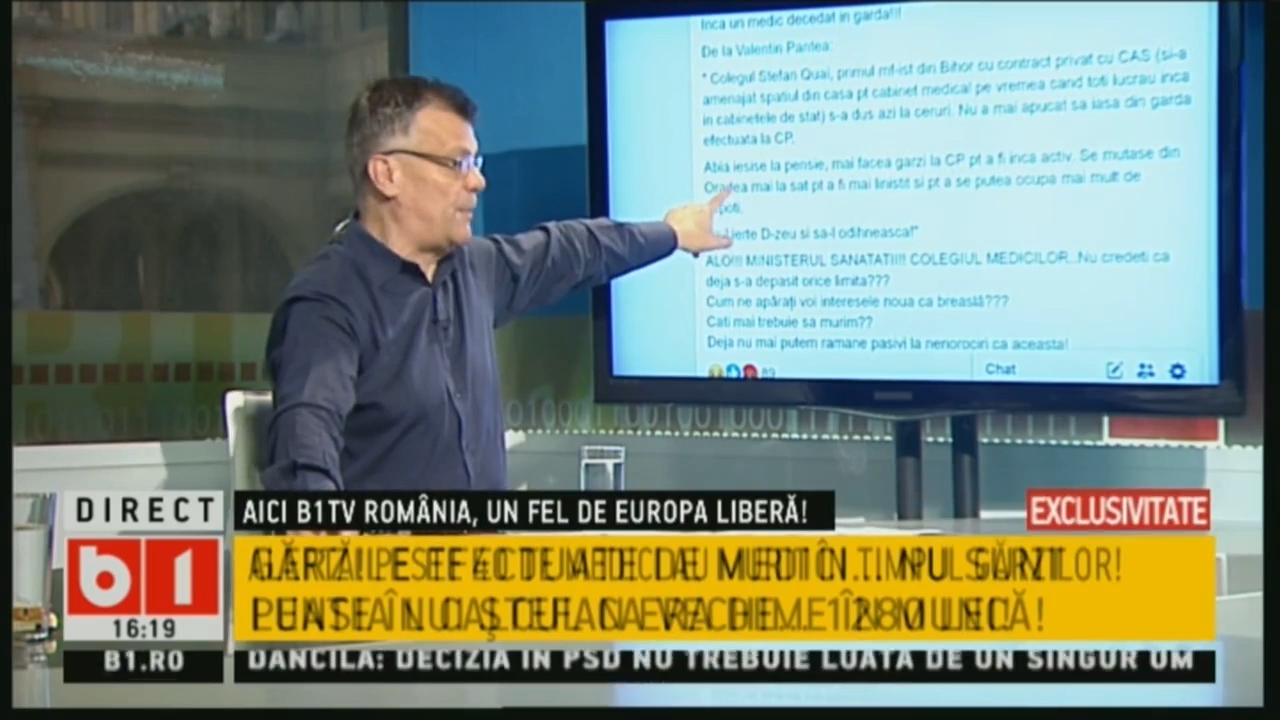 Inca un medic decedat in garda!!!
De la Valentin Pantea:
" Colegul Stefan Quai, primul mf-ist din Bihor cu contract privat cu CAS (si-a
amenajat spatiul din casa pt cabinet medical pe vremea cand toti lucrau inca
in cabinetele de stat) s-a dus azi la ceruri. Nu a mai apucat sa iasa din garda
efectuata la CP.
Abia iesise la pensie, mai facea garzi la CP pt a fi inca activ. Se mutase din
Oradea mai la sat pt a fi mai linistit si pt a se putea ocupa mai mult de
D-zeu si sa-l odihneasca!"
ALO!!! MINISTERUL SANATATII!!! COLEGIUL MEDICILOR..Nu credeti ca
deja s-a depasit orice limita???
Cum ne apărați voi interesele noua ca breaslă???
Cati mai trebuie sa murim??
Deja nu mai putem ramane pasivi la nenorociri ca aceasta!
89
Chat
DIRECT
AICI B1TV ROMÂNIA, UN FEL DE EUROPA LIBERĂ!
EXCLUSIVITATE
b1
16:19
B1.RO
DANCILA: DECIZIA IN PSD NU TREBUIE LUATA DE UN SINGUR OM